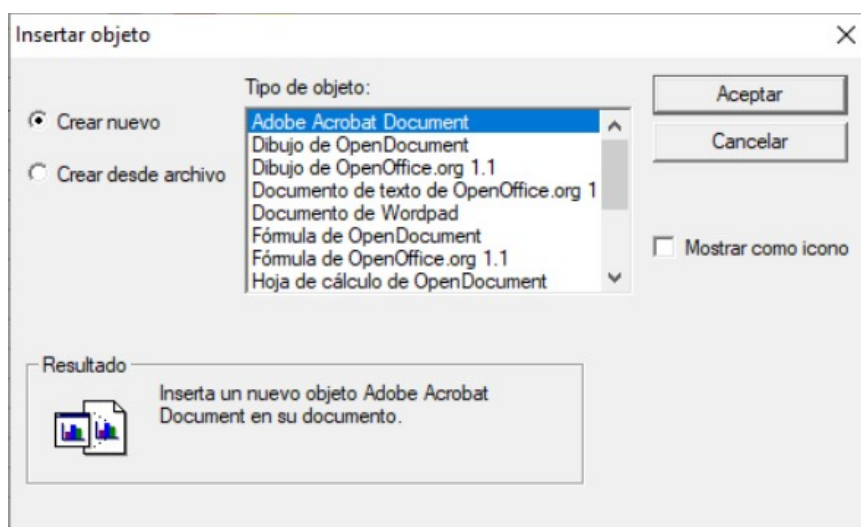 Insertar objeto
Tipo de objeto:
Crear nuevo
Crear desde archivo
Adobe Acrobat Document
Dibujo de OpenDocument
Dibujo de OpenOffice.org 1.1
Documento de texto de OpenOffice.org 1
Documento de Wordpad
Fórmula de OpenDocument
Fórmula de OpenOffice.org 1.1
Hoja de cálculo de OpenDocument
Aceptar
Cancelar
Mostrar como icono
Resultado
Inserta un nuevo objeto Adobe Acrobat
Document en su documento.